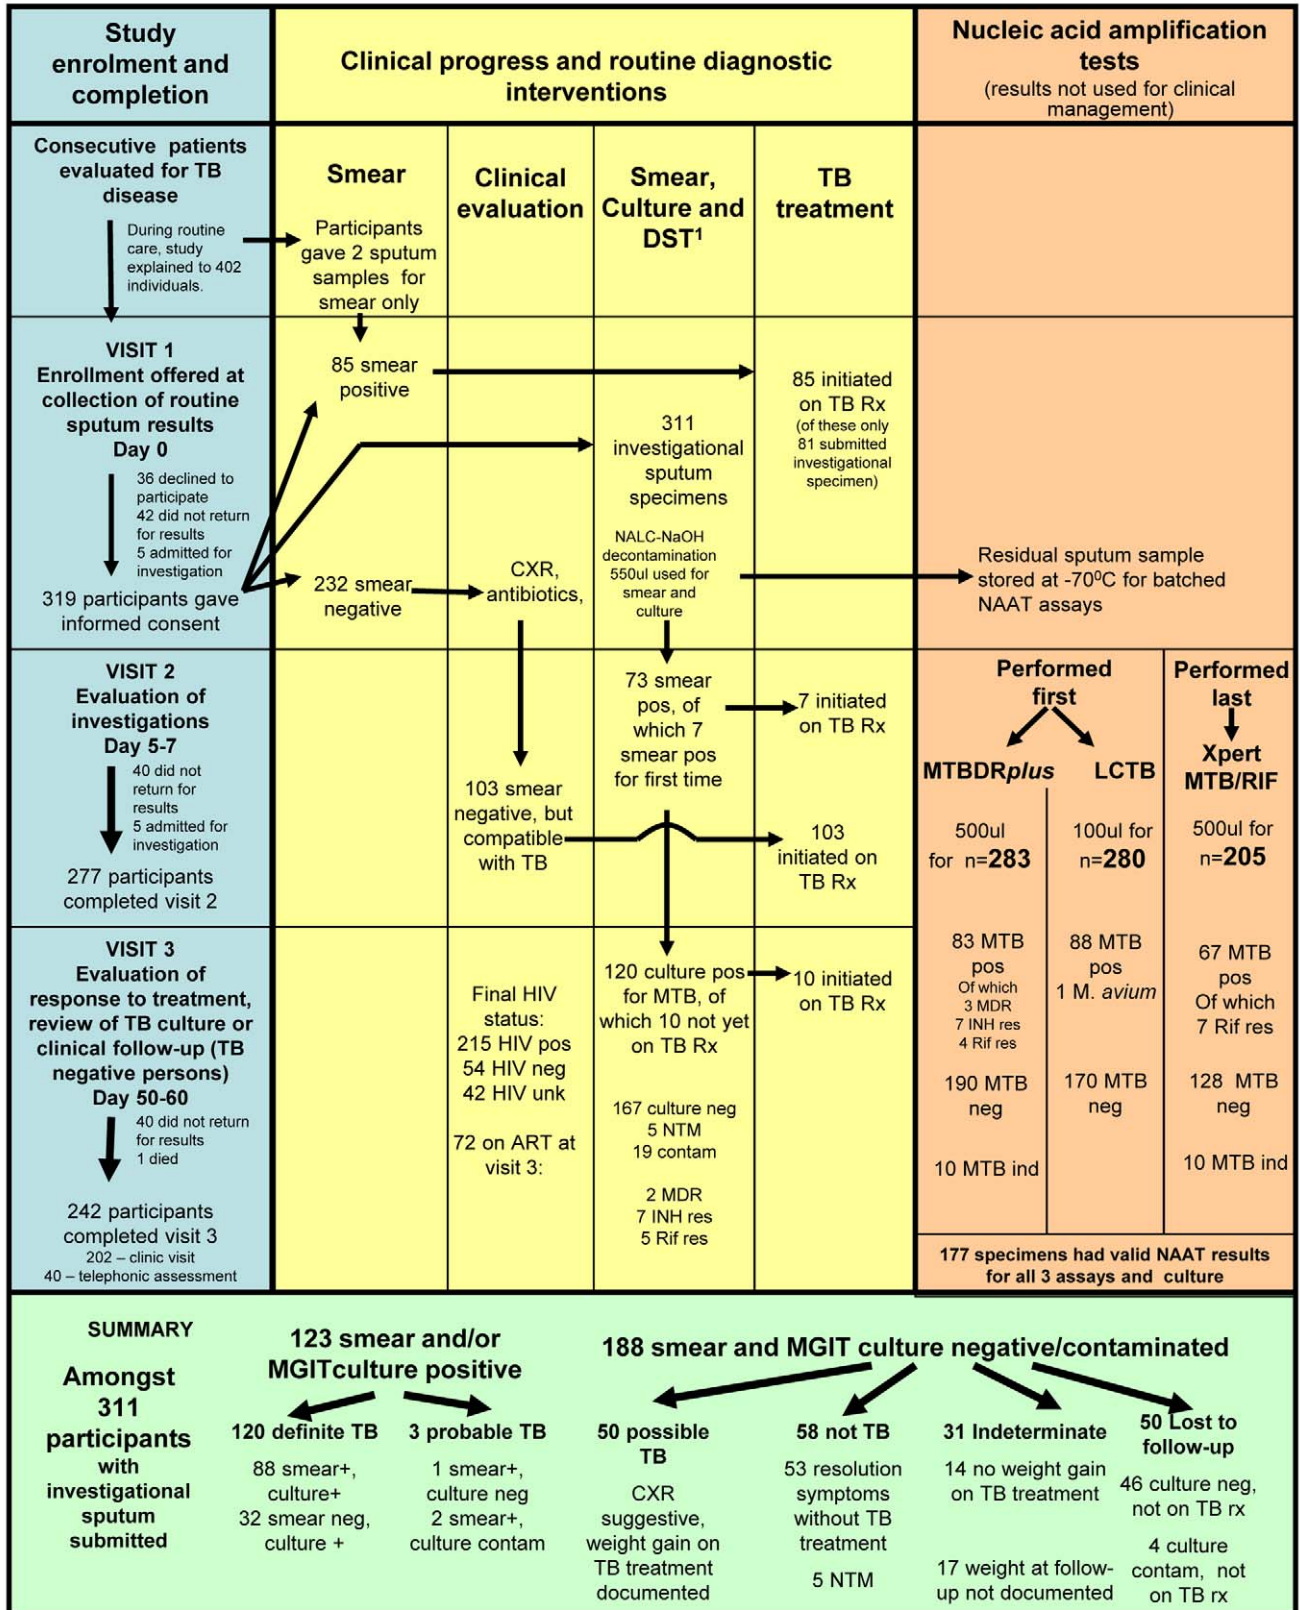 Study
enrolment and
completion
Clinical progress and routine diagnostic
interventions
Nucleic acid amplification
tests
(results not used for clinical
management)
Consecutive patients
evaluated for TB
disease
During routine
care, study
explained to 402
individuals.
Smear
Participants
gave 2 sputum
samples for
smear only
Clinical
evaluation
Smear,
Culture and
DST¹
TB
treatment
VISIT 1
Enrollment offered at
collection of routine
sputum results
Day 0
36 declined to
participate
42 did not return
for results
5 admitted for
investigation
319 participants gave
informed consent
85 smear
positive
232 smear
negative
CXR,
antibiotics,
311
investigational
sputum
specimens
NALC-NaOH
decontamination
550ul used for
smear and
culture
85 initiated
on TB Rx
(of these only
81 submitted
investigational
specimen)
Residual sputum sample
stored at -70⁰C for batched
NAAT assays
VISIT 2
Evaluation of
investigations
Day 5-7
40 did not
return for
results
5 admitted for
investigation
277 participants
completed visit 2
103 smear
negative, but
compatible
with TB
73 smear
pos, of
which 7
smear pos
for first time
7 initiated
on TB Rx
103
initiated on
TB Rx
Performed
first
MTBDRplus LCTB
500ul
for n=283
100ul for
n=280
Performed
last
Xpert
MTB/RIF
500ul for
n=205
VISIT 3
Evaluation of
response to treatment,
review of TB culture or
clinical follow-up (TB
negative persons)
Day 50-60
40 did not return
for results
1 died
242 participants
completed visit 3
202 – clinic visit
40 – telephonic assessment
Final HIV
status:
215 HIV pos
54 HIV neg
42 HIV unk
72 on ART at
visit 3:
120 culture pos
for MTB, of
which 10 not yet
on TB Rx
167 culture neg
5 NTM
19 contam
2 MDR
7 INH res
5 Rif res
10 initiated
on TB Rx
83 MTB
pos
Of which
3 MDR
7 INH res
4 Rif res
190 MTB
neg
10 MTB ind
88 MTB
pos
1 M. avium
170 MTB
neg
67 MTB
pos
Of which
7 Rif res
128 MTB
neg
10 MTB ind
177 specimens had valid NAAT results
for all 3 assays and culture
SUMMARY
Amongst
311
participants
with
investigational
sputum
submitted
123 smear and/or
MGITculture positive
120 definite TB
88 smear+,
culture+
32 smear neg,
culture +
3 probable TB
1 smear+,
culture neg
2 smear+,
culture contam
188 smear and MGIT culture negative/contaminated
50 possible
TB
CXR
suggestive,
weight gain on
TB treatment
documented
58 not TB
53 resolution
symptoms
without TB
treatment
5 NTM
31 Indeterminate
14 no weight gain
on TB treatment
17 weight at follow-
up not documented
50 Lost to
follow-up
46 culture neg,
not on TB rx
4 culture
contam, not
on TB rx